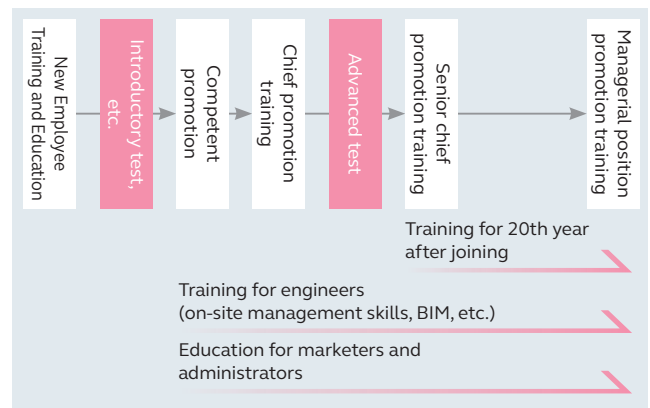 New Employee
Training and Education
Introductory test,
etc.
Competent
promotion
Chief promotion
training
Advanced test
Senior chief
promotion training
Managerial position
promotion training
Training for 20th year
after joining
Training for engineers
(on-site management skills, BIM, etc.)
Education for marketers and
administrators